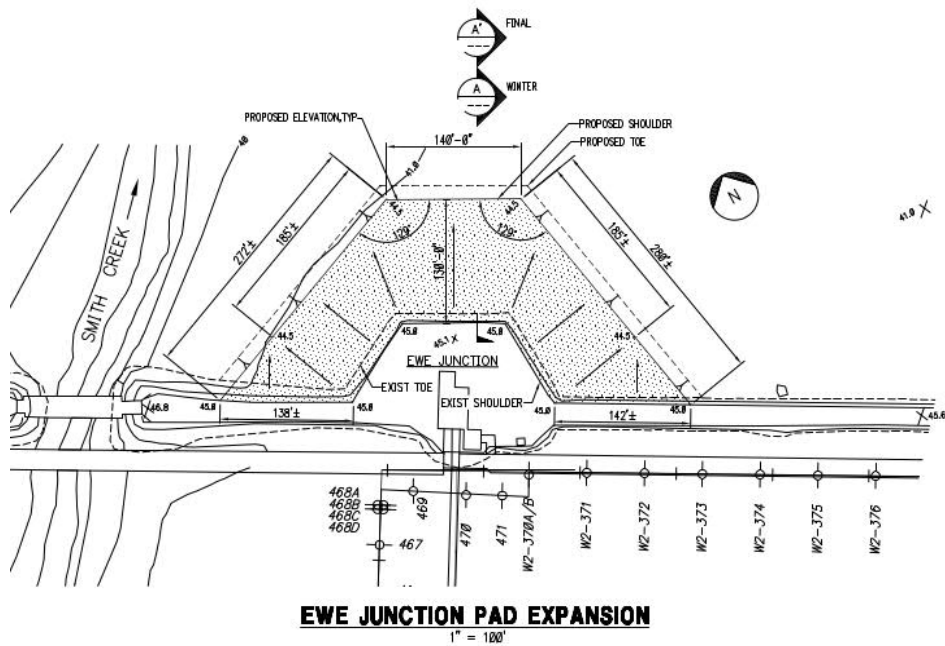 A'
FINAL
A
WINTER
PROPOSED ELEVATION,TYP
PROPOSED SHOULDER
PROPOSED TOE
140'-0"
40
41.0
N
41.0
SMITH CREEK
272'±
185'±
44.5
44.5
129°
129°
130'-0"
185'±
280'±
44.5
44.5
45.0
45.0
45.1
EWE JUNCTION
EXIST TOE
EXIST SHOULDER
46.8
45.0
138'±
45.0
45.0
142'±
45.0
45.6
468A
468B
468C
468D
467
469
470
471
W2-370A/B
W2-371
W2-372
W2-373
W2-374
W2-375
W2-376
EWE JUNCTION PAD EXPANSION
1" = 100'